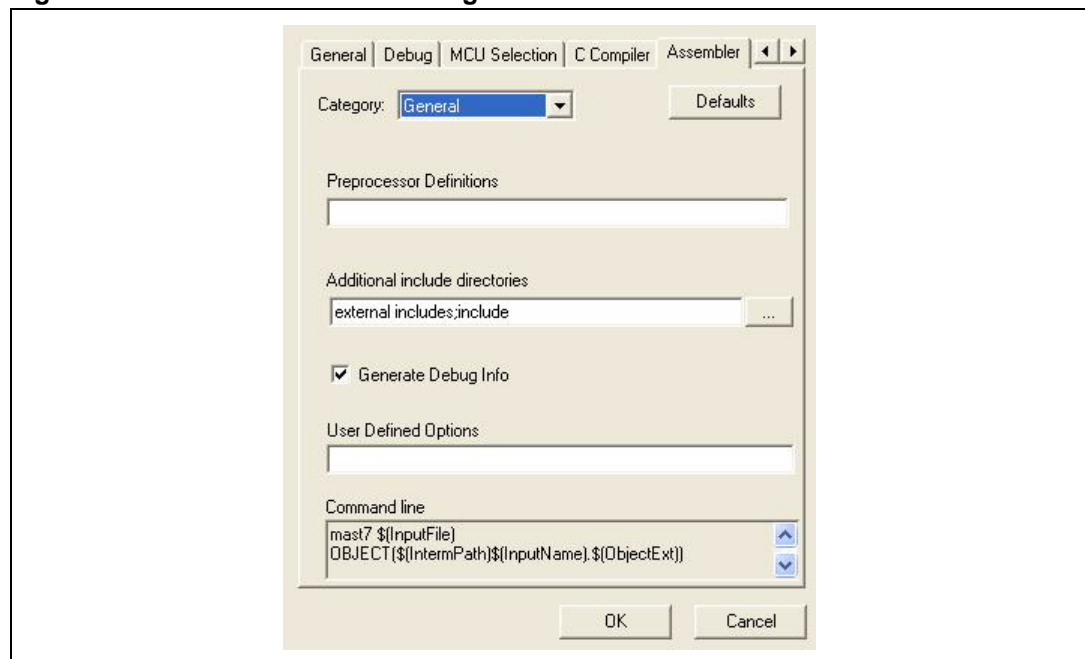 General Debug MCU Selection C Compiler Assembler
Category: General Defaults
Preprocessor Definitions
Additional include directories
external includes;include ...
Generate Debug Info
User Defined Options
Command line
mast7 $(InputFile)
OBJECT($(IntermPath)$(InputName).$(ObjectExt))
OK Cancel